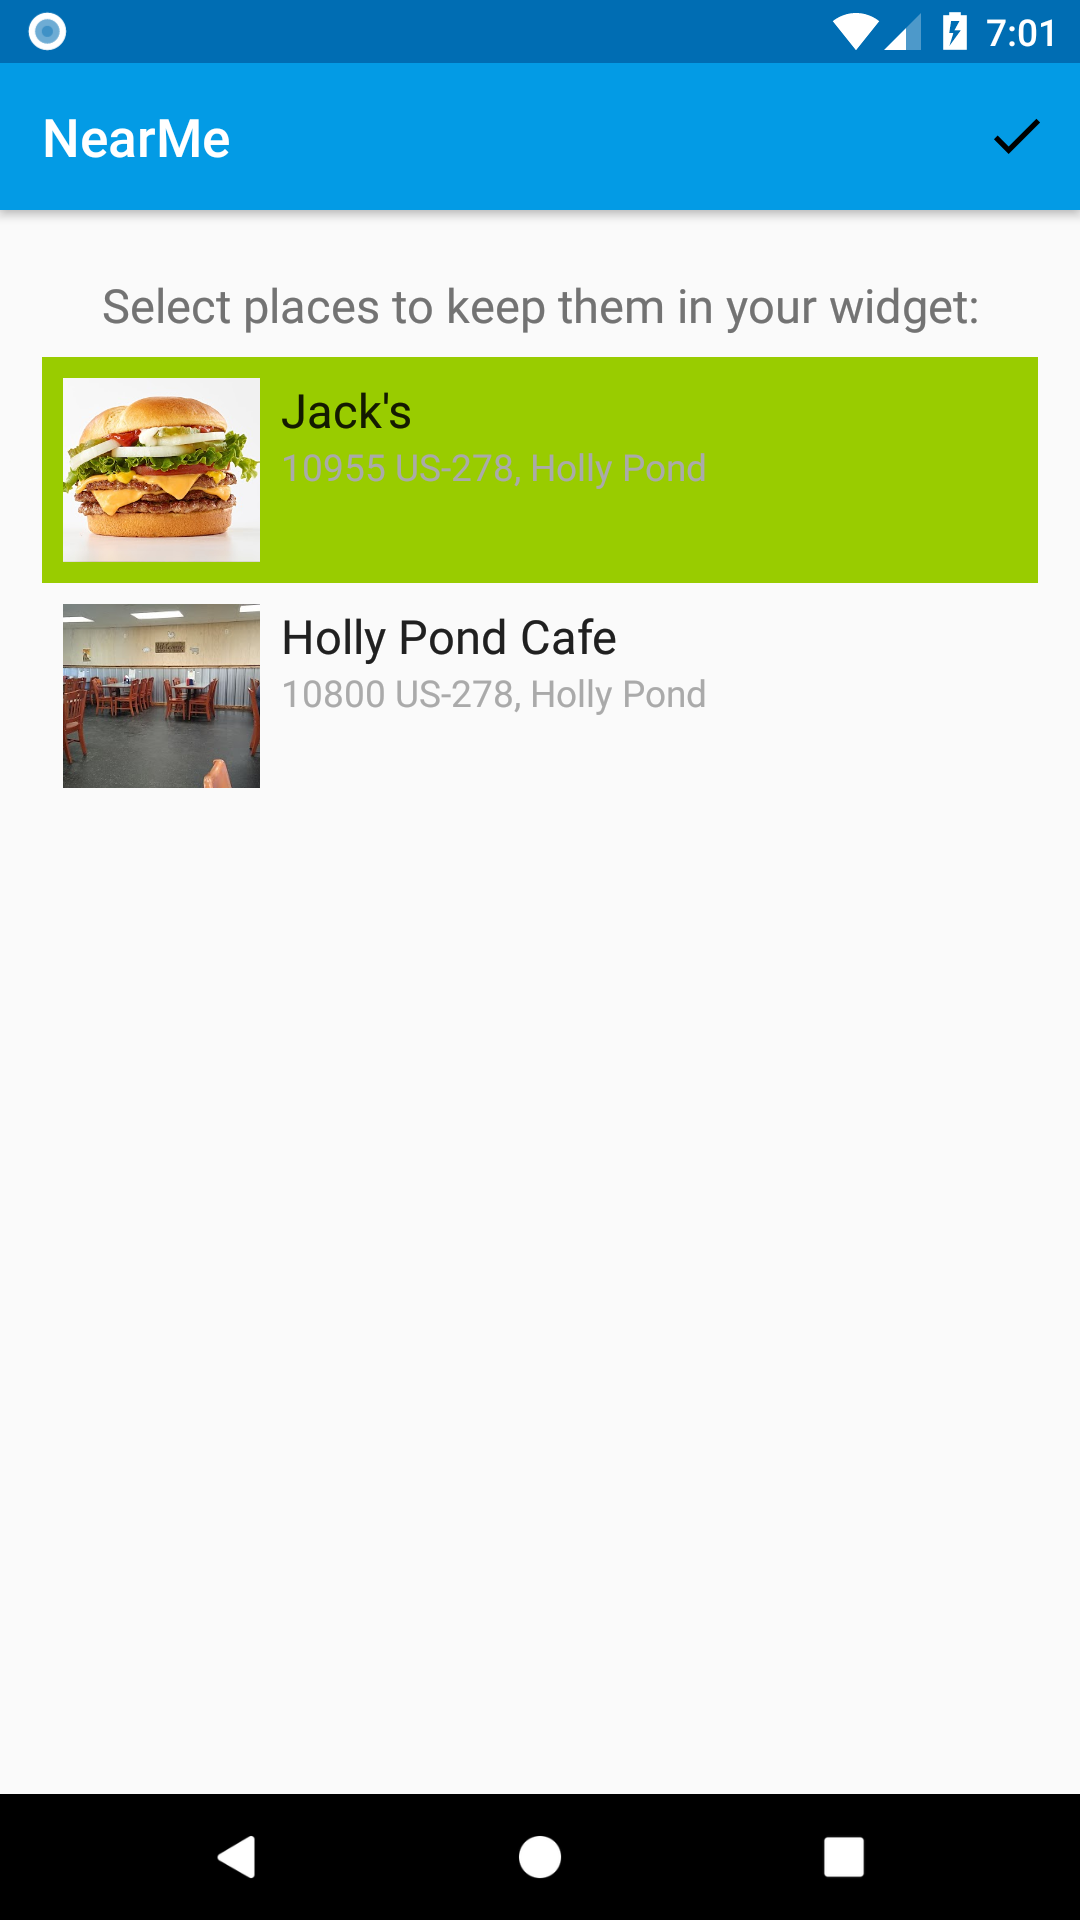 7:01
NearMe
Select places to keep them in your widget:
Jack's
10955 US-278, Holly Pond
Holly Pond Cafe
10800 US-278, Holly Pond